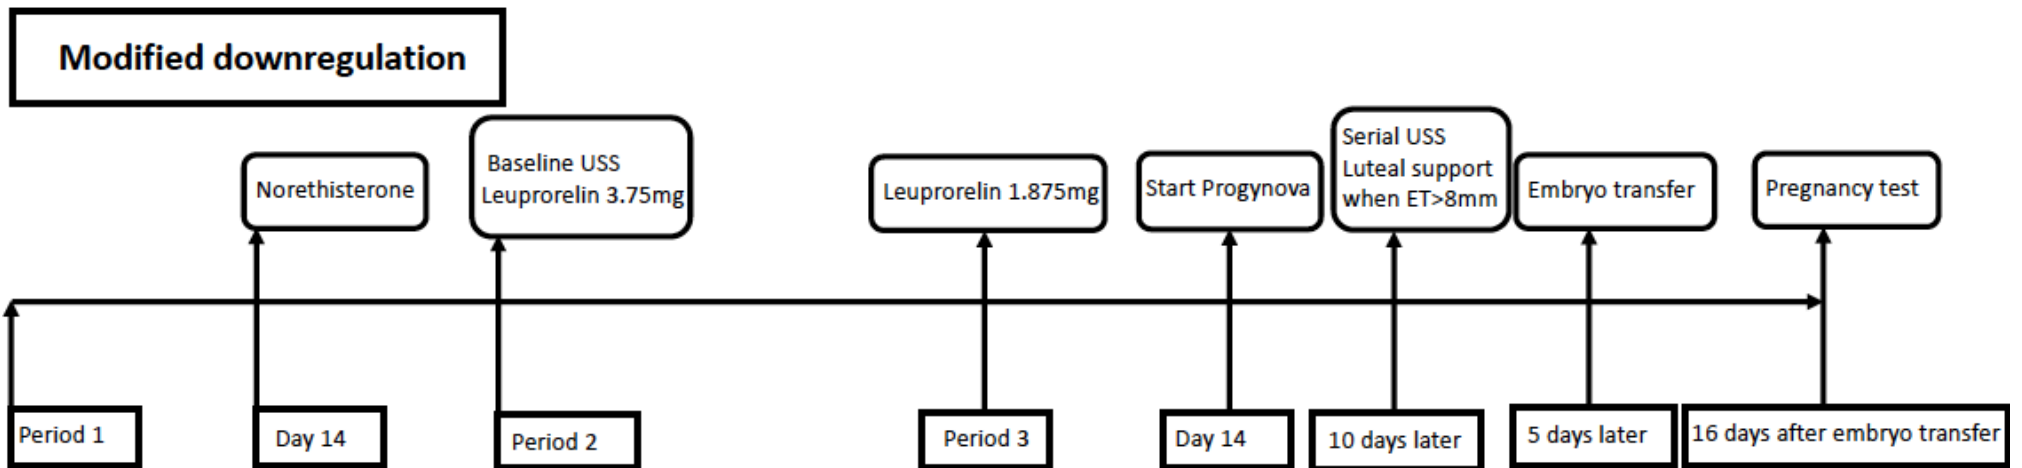 Modified downregulation
Norethisterone
Baseline USS
Leuprorelin 3.75mg
Leuprorelin 1.875mg
Start Progynova
Serial USS
Luteal support
when ET>8mm
Embryo transfer
Pregnancy test
Period 1
Day 14
Period 2
Period 3
Day 14
10 days later
5 days later
16 days after embryo transfer